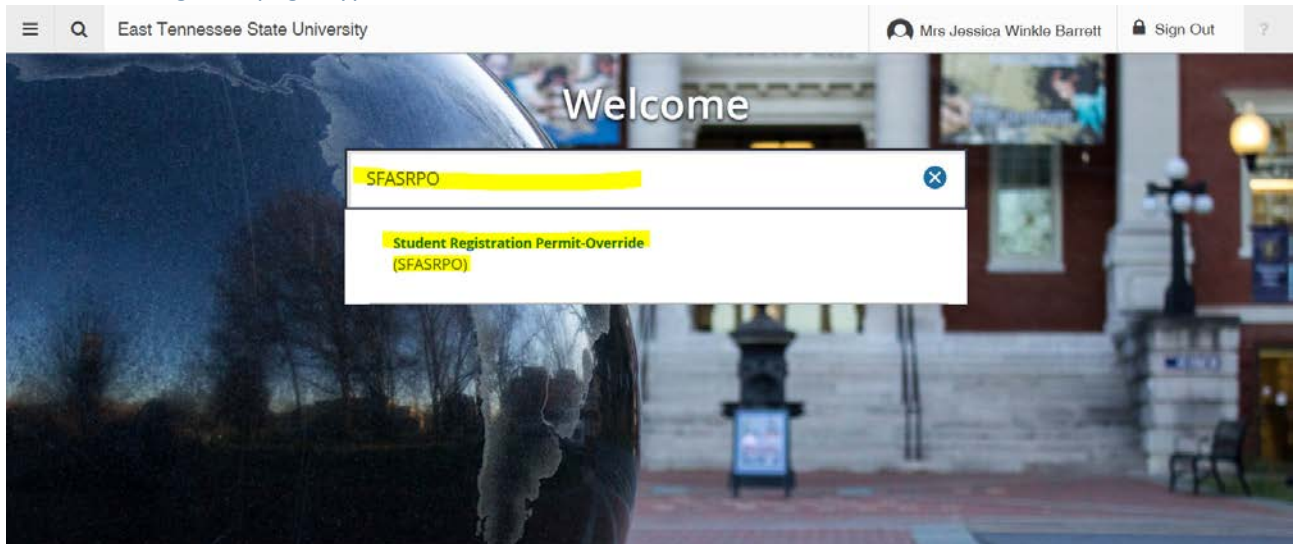 East Tennessee State University
Mrs Jessica Winkle Barrett
Sign Out
?
Welcome
SFASRPO
Student Registration Permit-Override
(SFASRPO)